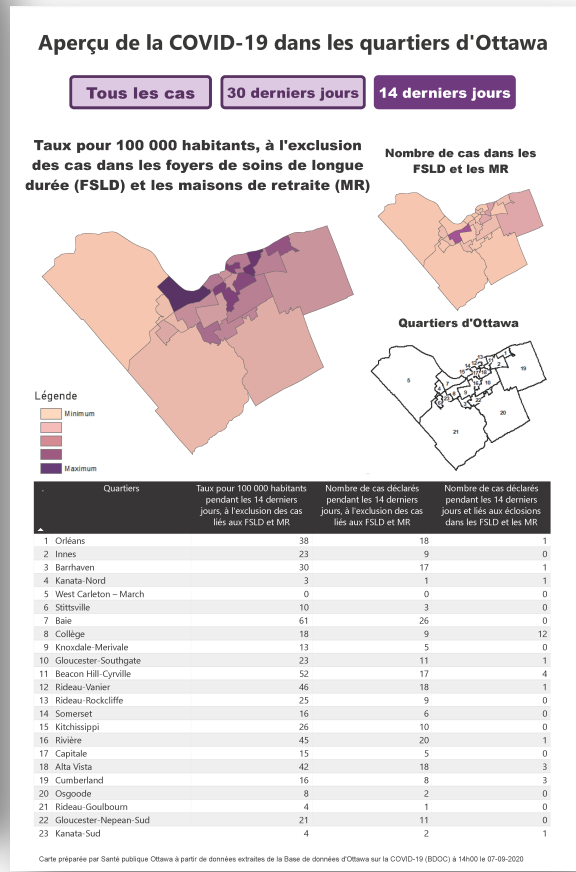 Aperçu de la COVID-19 dans les quartiers d'Ottawa
Tous les cas
30 derniers jours
14 derniers jours
Taux pour 100 000 habitants, à l'exclusion
des cas dans les foyers de soins de longue
durée (FSLD) et les maisons de retraite (MR)
Nombre de cas dans les
FSLD et les MR
Quartiers d'Ottawa
Légende
Minimum
Maximum
Quartiers
Taux pour 100 000 habitants
pendant les 14 derniers
jours, à l'exclusion des cas
liés aux FSLD et MR
Nombre de cas déclarés
pendant les 14 derniers
jours, à l'exclusion des cas
liés aux FSLD et MR
Nombre de cas déclarés
pendant les 14 derniers
jours et liés aux éclosions
dans les FSLD et les MR
1 Orléans 38 18 1
2 Innes 23 9 0
3 Barrhaven 30 17 1
4 Kanata-Nord 3 1 1
5 West Carleton – March 0 0 0
6 Stittsville 10 3 0
7 Baie 61 26 0
8 Collège 18 9 12
9 Knoxdale-Merivale 13 5 0
10 Gloucester-Southgate 23 11 1
11 Beacon Hill-Cyrville 52 17 4
12 Rideau-Vanier 46 18 1
13 Rideau-Rockcliffe 25 9 0
14 Somerset 16 6 0
15 Kitchissippi 26 10 0
16 Rivière 45 20 1
17 Capitale 15 5 0
18 Alta Vista 42 18 3
19 Cumberland 16 8 3
20 Osgoode 8 2 0
21 Rideau-Goulbourn 4 1 0
22 Gloucester-Nepean-Sud 21 11 0
23 Kanata-Sud 4 2 1
Carte préparée par Santé publique Ottawa à partir de données extraites de la Base de données d'Ottawa sur la COVID-19 (BDOC) à 14h00 le 07-09-2020